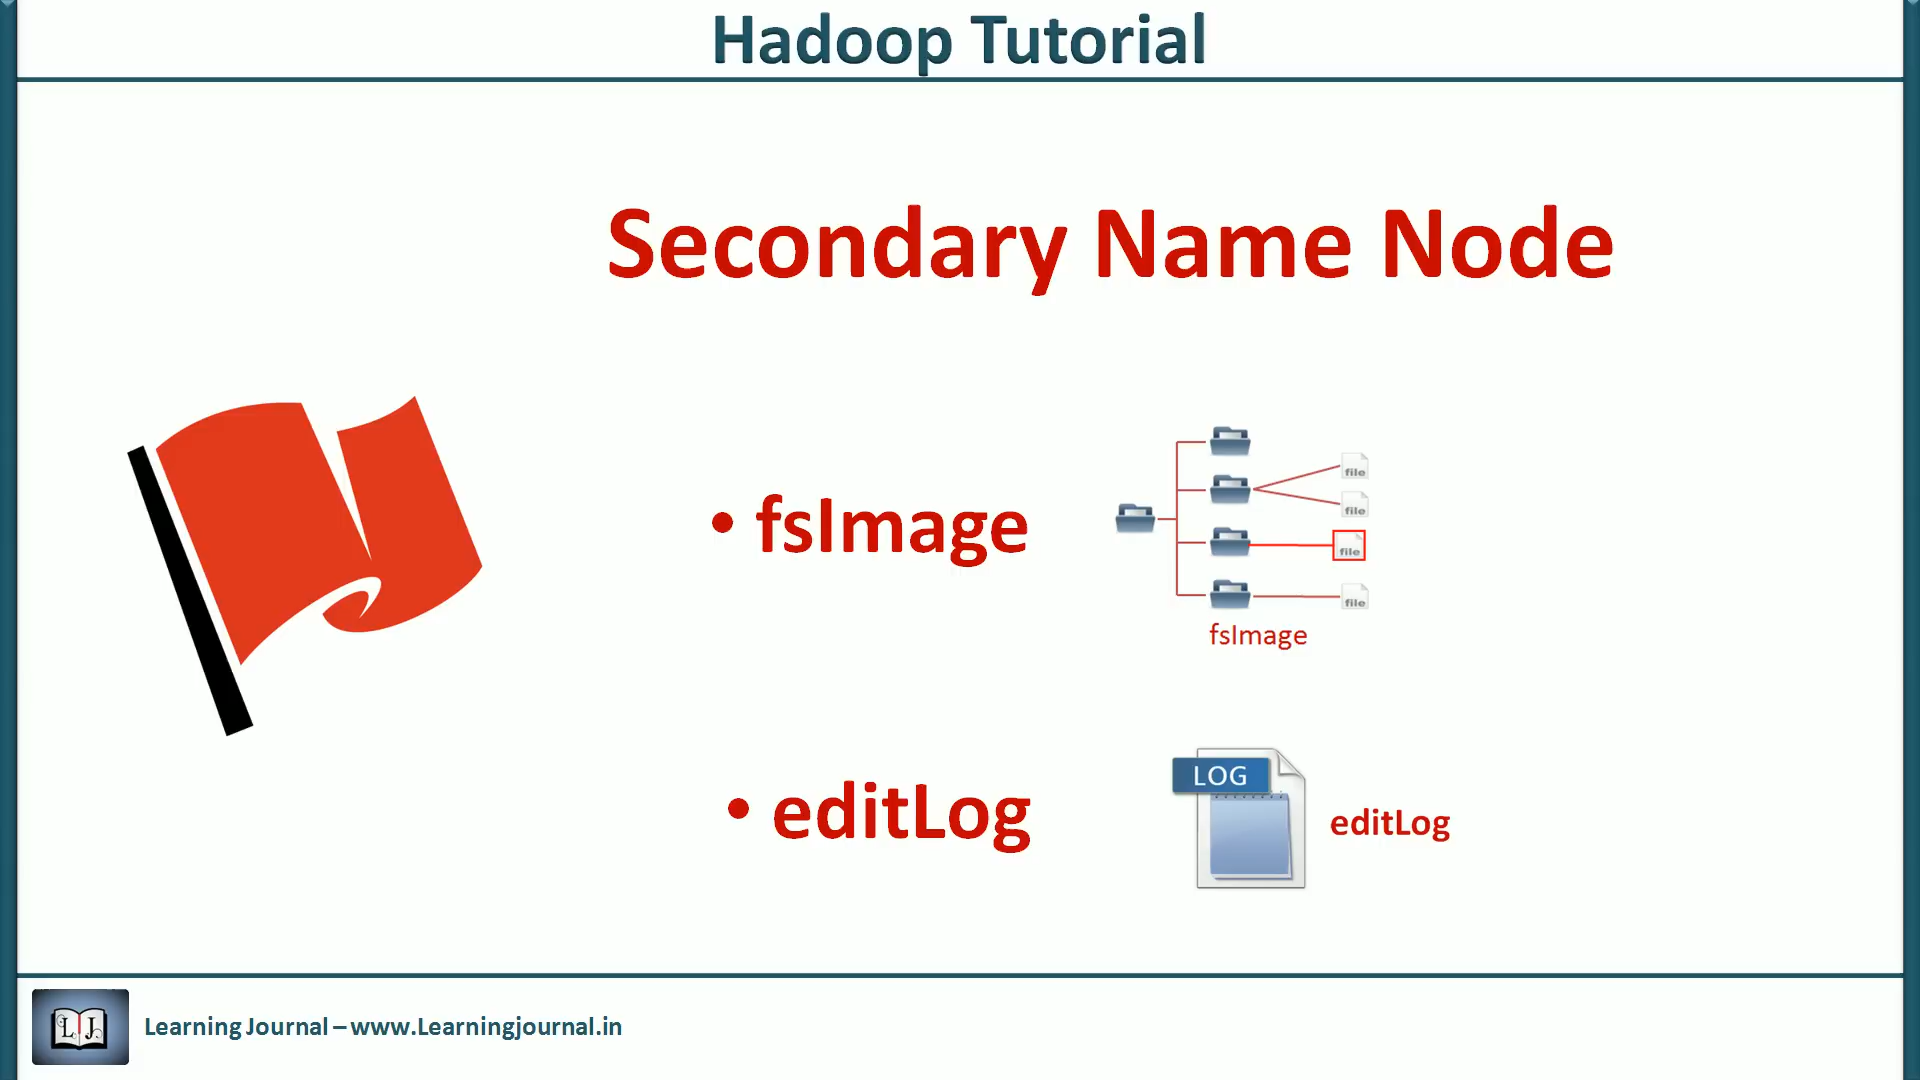 Hadoop Tutorial
Secondary Name Node
• fsImage
file
file
file
file
fsImage
• editLog
LOG
editLog
LJ
Learning Journal – www.Learningjournal.in